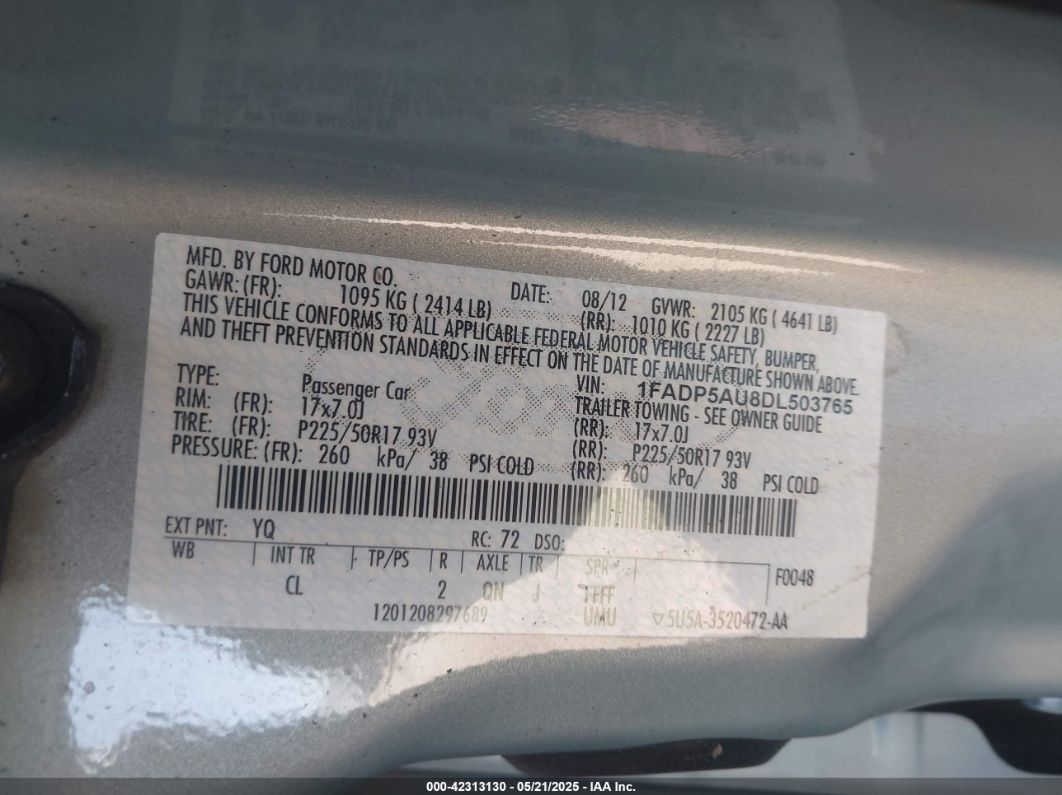 MFD. BY FORD MOTOR CO.
DATE: 08/12 GVWR: 2105 KG ( 4641 LB)
GAWR: (FR): 1095 KG ( 2414 LB) (RR): 1010 KG ( 2227 LB)
THIS VEHICLE CONFORMS TO ALL APPLICABLE FEDERAL MOTOR VEHICLE SAFETY, BUMPER,
AND THEFT PREVENTION STANDARDS IN EFFECT ON THE DATE OF MANUFACTURE SHOWN ABOVE.
VIN: 1FADP5AU8DL503765
TYPE: Passenger Car TRAILER TOWING - SEE OWNER GUIDE
RIM: (FR): 17x7.0J (RR): 17x7.0J
TIRE: (FR): P225/50R17 93V (RR): P225/50R17 93V
PRESSURE: (FR): 260 kPa/ 38 PSI COLD (RR): 260 kPa/ 38 PSI COLD
EXT PNT: YQ RC: 72 DSO:
WB INT TR TP/PS R AXLE TR SPR F0048
CL 2 QN J TEFF
1201208297689 UMU ▽5U5A-3520472-AA
000-42313130 - 05/21/2025 - IAA Inc.